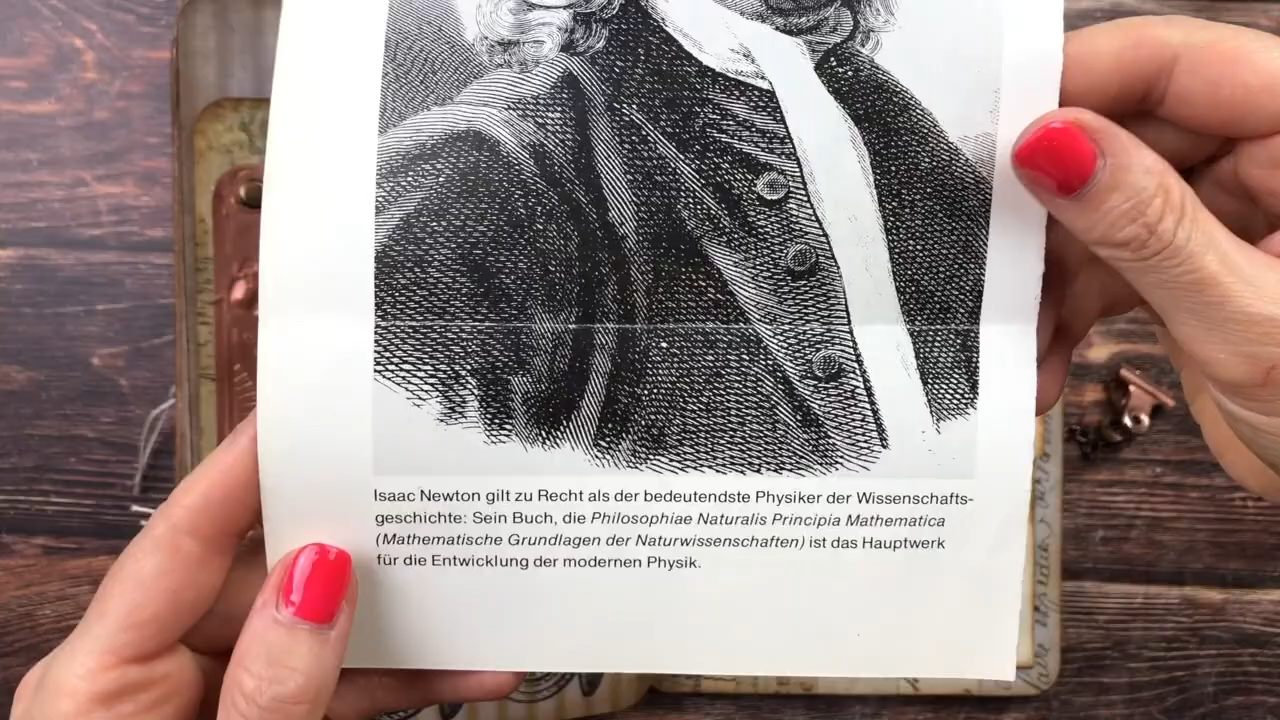 Isaac Newton gilt zu Recht als der bedeutendste Physiker der Wissenschafts-
geschichte: Sein Buch, die Philosophiae Naturalis Principia Mathematica
(Mathematische Grundlagen der Naturwissenschaften) ist das Hauptwerk
für die Entwicklung der modernen Physik.